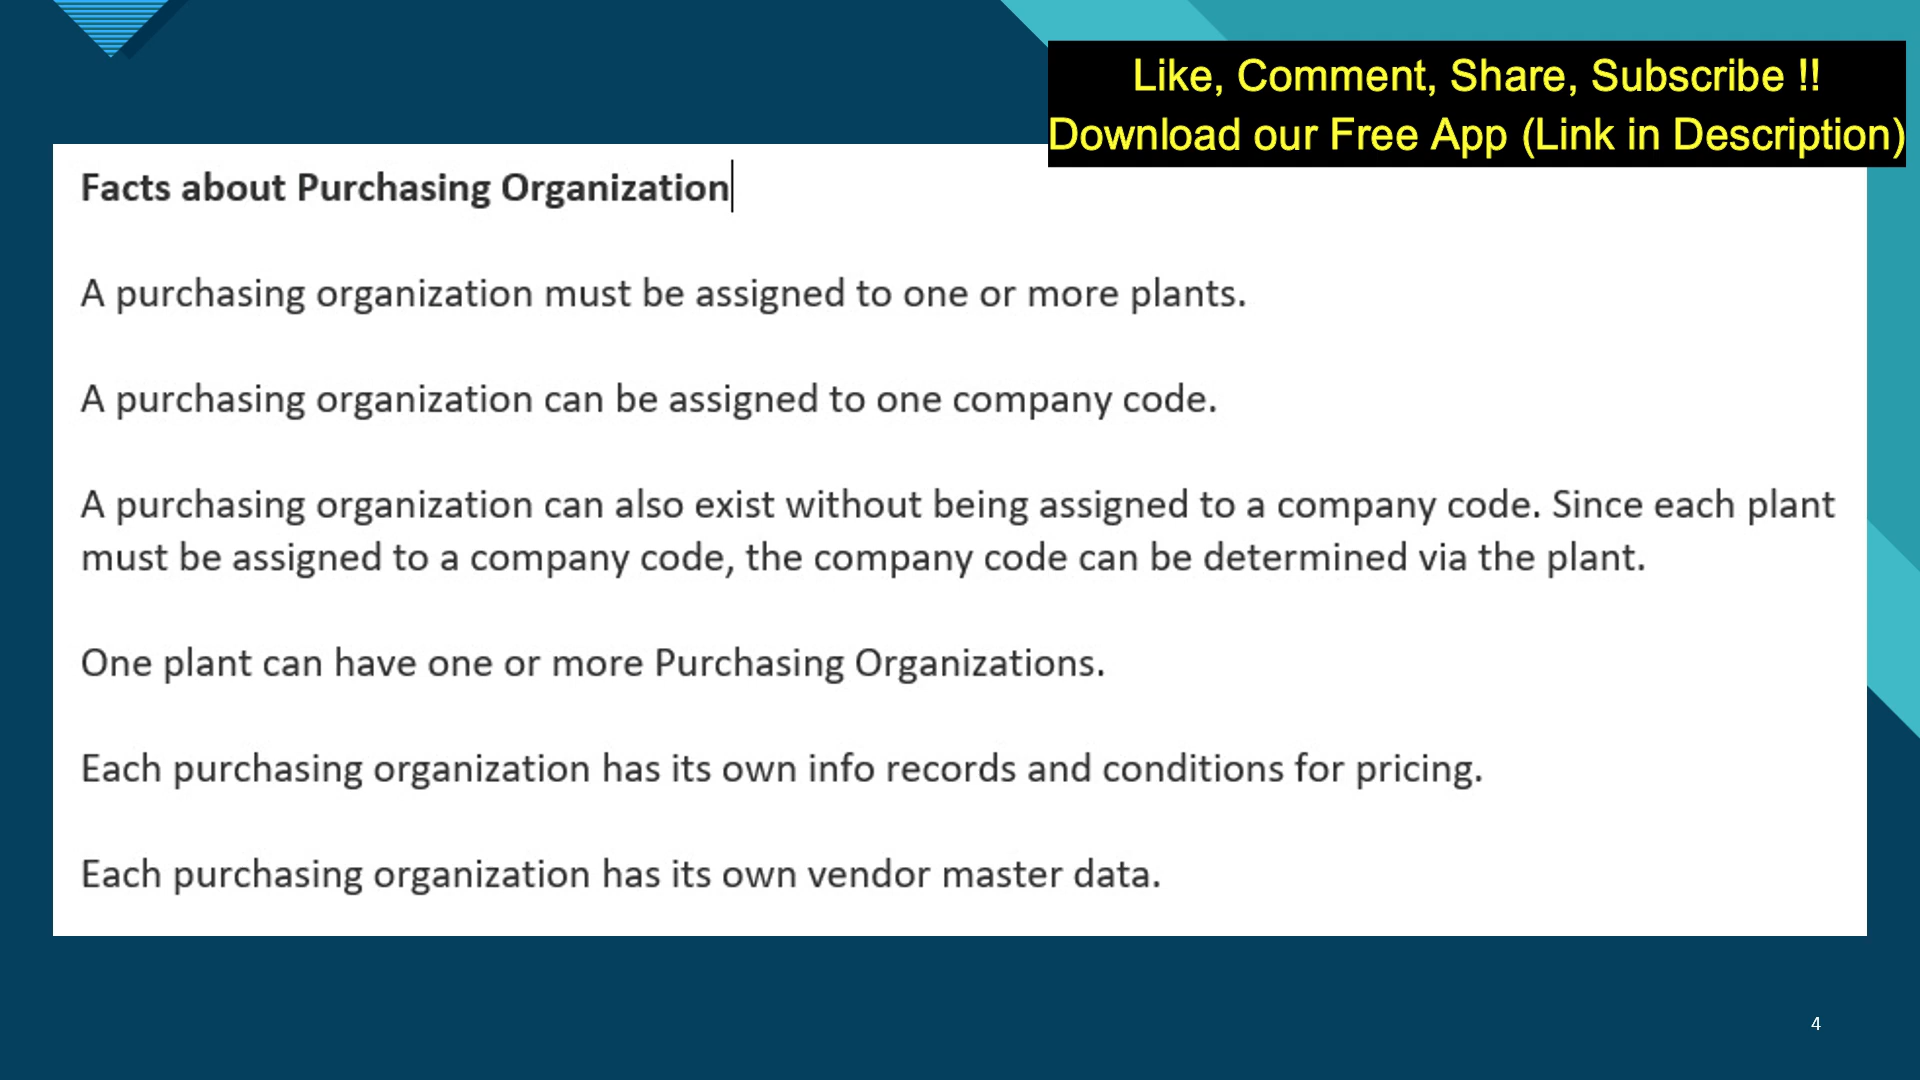 Like, Comment, Share, Subscribe !!
Download our Free App (Link in Description)
Facts about Purchasing Organization
A purchasing organization must be assigned to one or more plants.
A purchasing organization can be assigned to one company code.
A purchasing organization can also exist without being assigned to a company code. Since each plant
must be assigned to a company code, the company code can be determined via the plant.
One plant can have one or more Purchasing Organizations.
Each purchasing organization has its own info records and conditions for pricing.
Each purchasing organization has its own vendor master data.
4